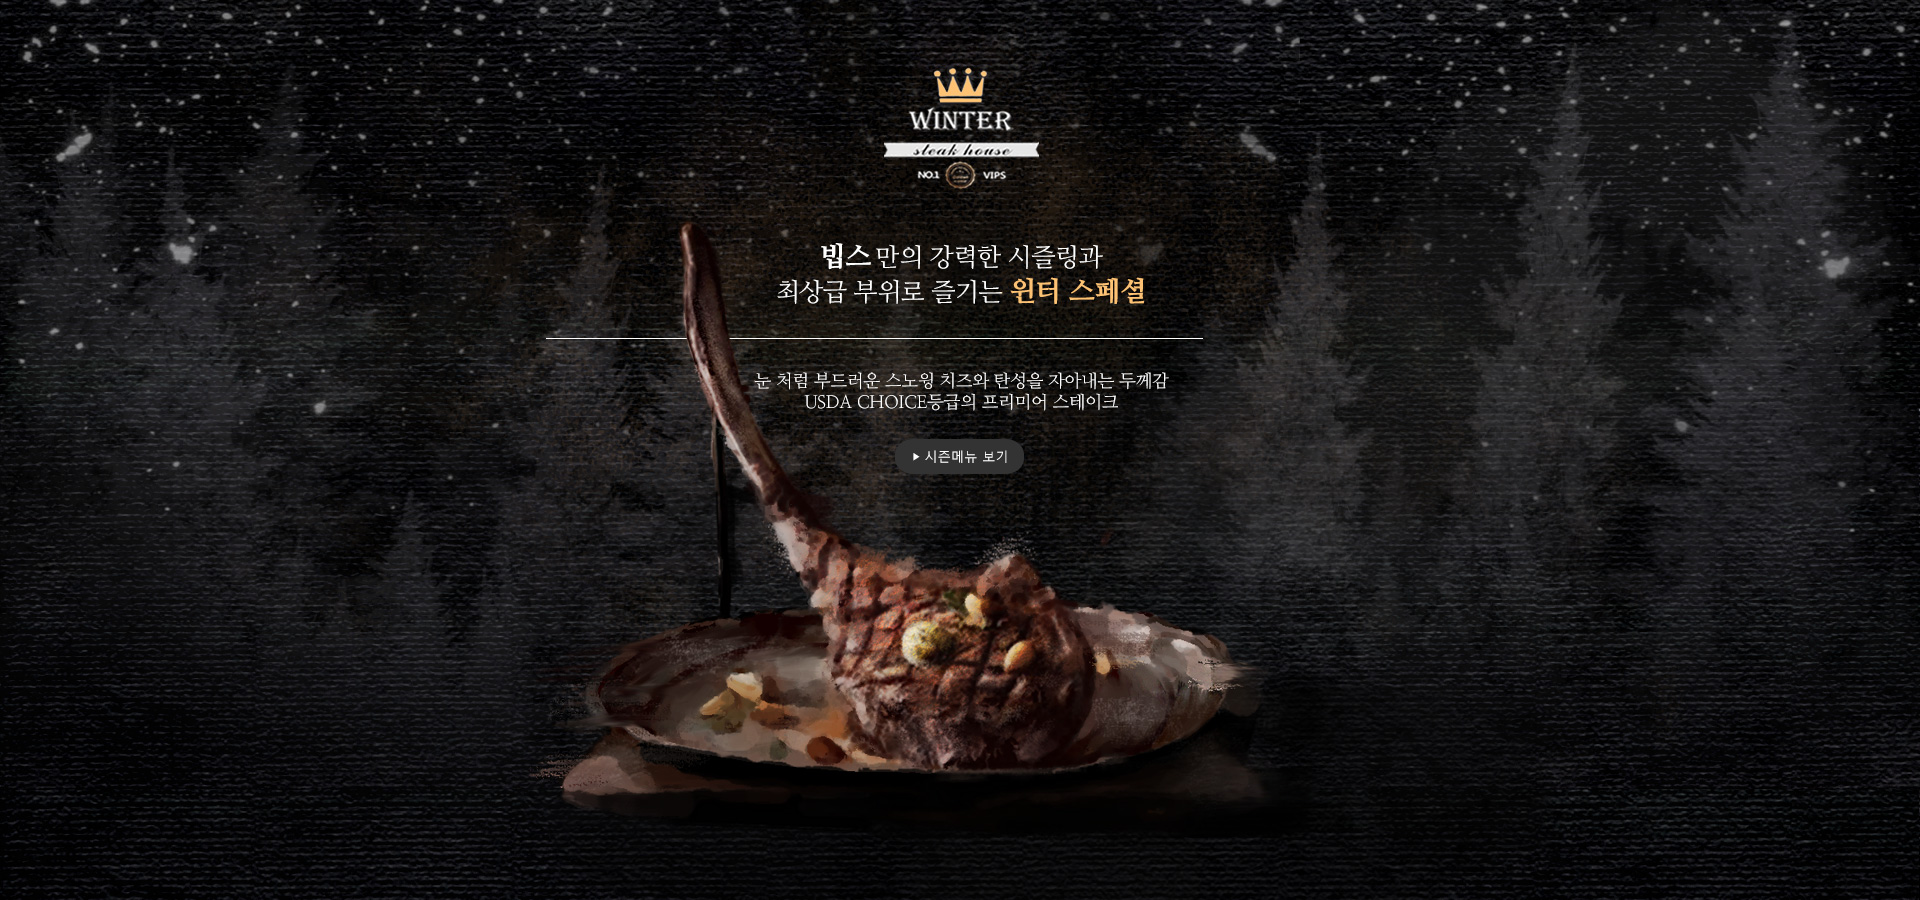 WINTER
steak house
NO.1 VIPS
빕스만의 강력한 시즐링과
최상급 부위로 즐기는 윈터 스페셜
눈 처럼 부드러운 스노윙 치즈와 탄성을 자아내는 두께감
USDA CHOICE등급의 프리미어 스테이크
시즌메뉴 보기